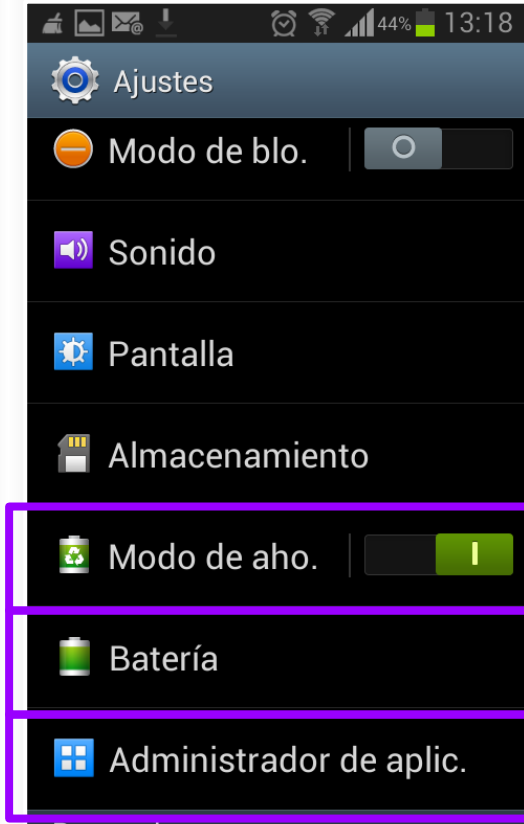 44% 13:18
Ajustes
Modo de blo.
Sonido
Pantalla
Almacenamiento
Modo de aho.
Batería
Administrador de aplic.